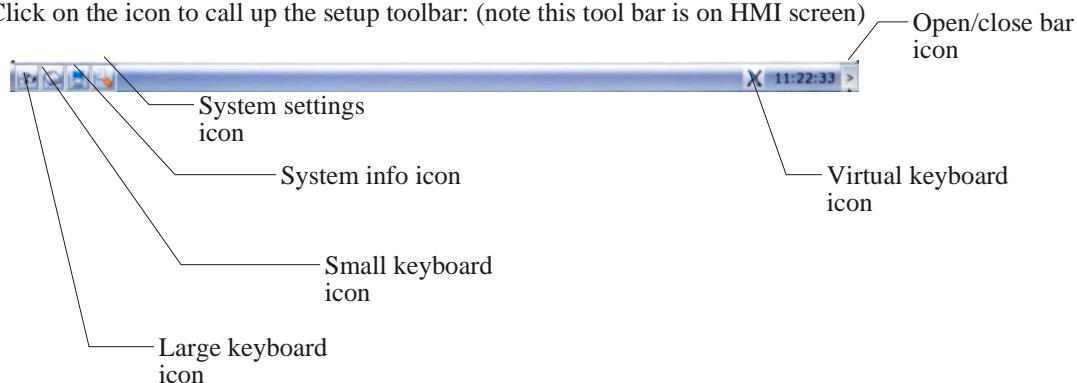 Click on the icon to call up the setup toolbar: (note this tool bar is on HMI screen)
Open/close bar
icon
11:22:33 >
System settings
icon
System info icon
Virtual keyboard
icon
Small keyboard
icon
Large keyboard
icon